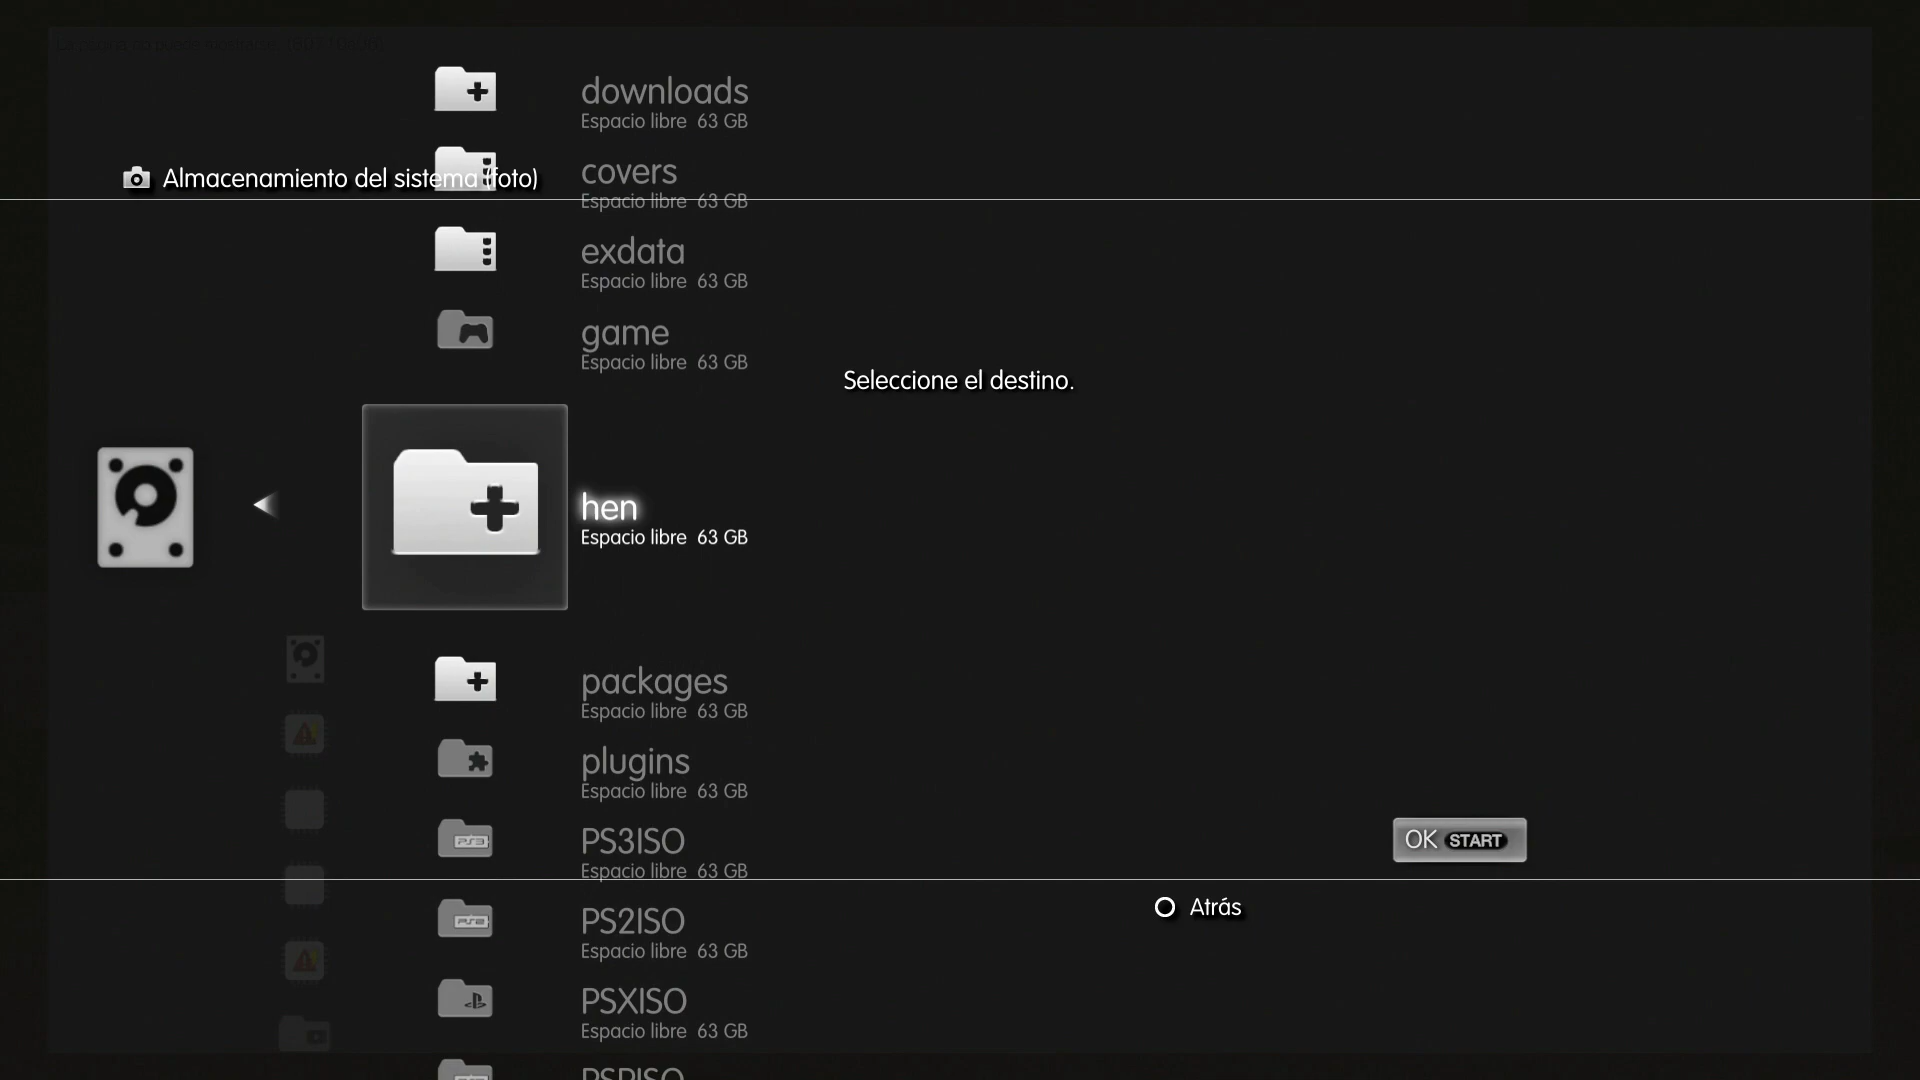 downloads
Espacio libre 63 GB
Almacenamiento del sistema (foto)
covers
Espacio libre 63 GB
exdata
Espacio libre 63 GB
game
Espacio libre 63 GB
Seleccione el destino.
hen
Espacio libre 63 GB
packages
Espacio libre 63 GB
plugins
Espacio libre 63 GB
PS3ISO
Espacio libre 63 GB
OK START
PS2ISO
Espacio libre 63 GB
Atrás
PSXISO
Espacio libre 63 GB
PSPISO